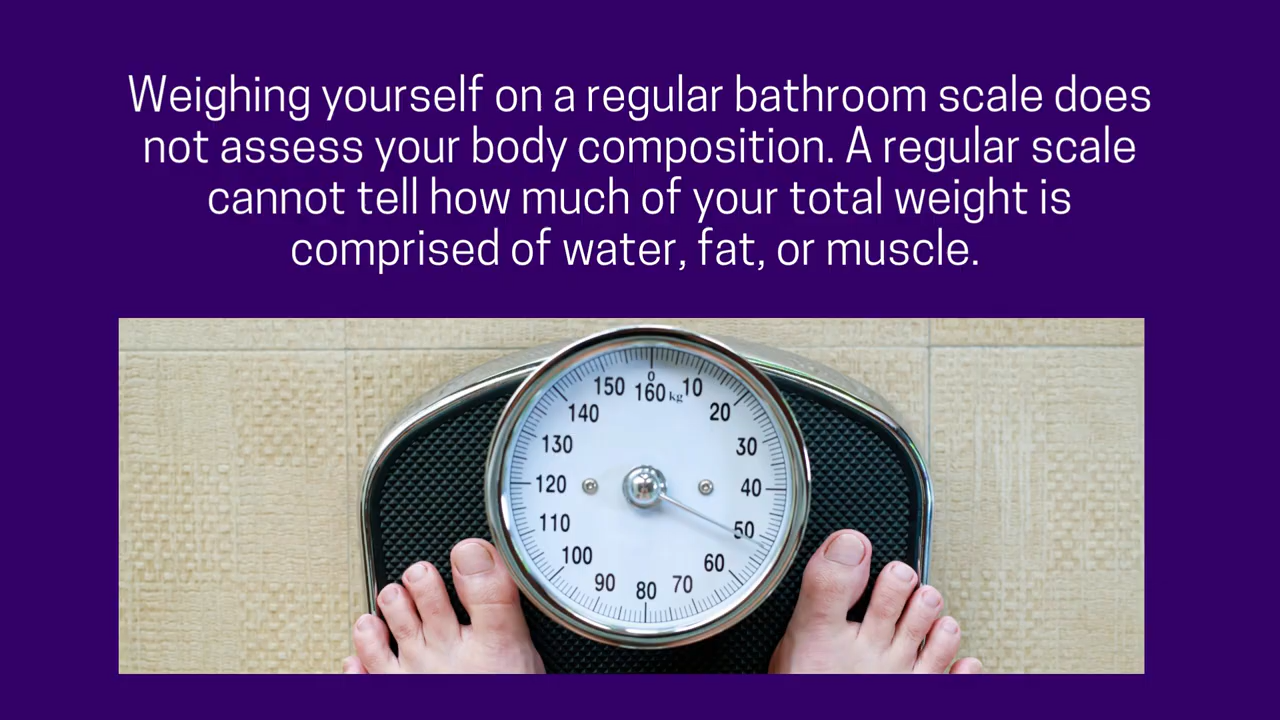 Weighing yourself on a regular bathroom scale does
not assess your body composition. A regular scale
cannot tell how much of your total weight is
comprised of water, fat, or muscle.
0
150 160 kg 10
140 20
130 30
120 40
110 50
100 60
90 80 70